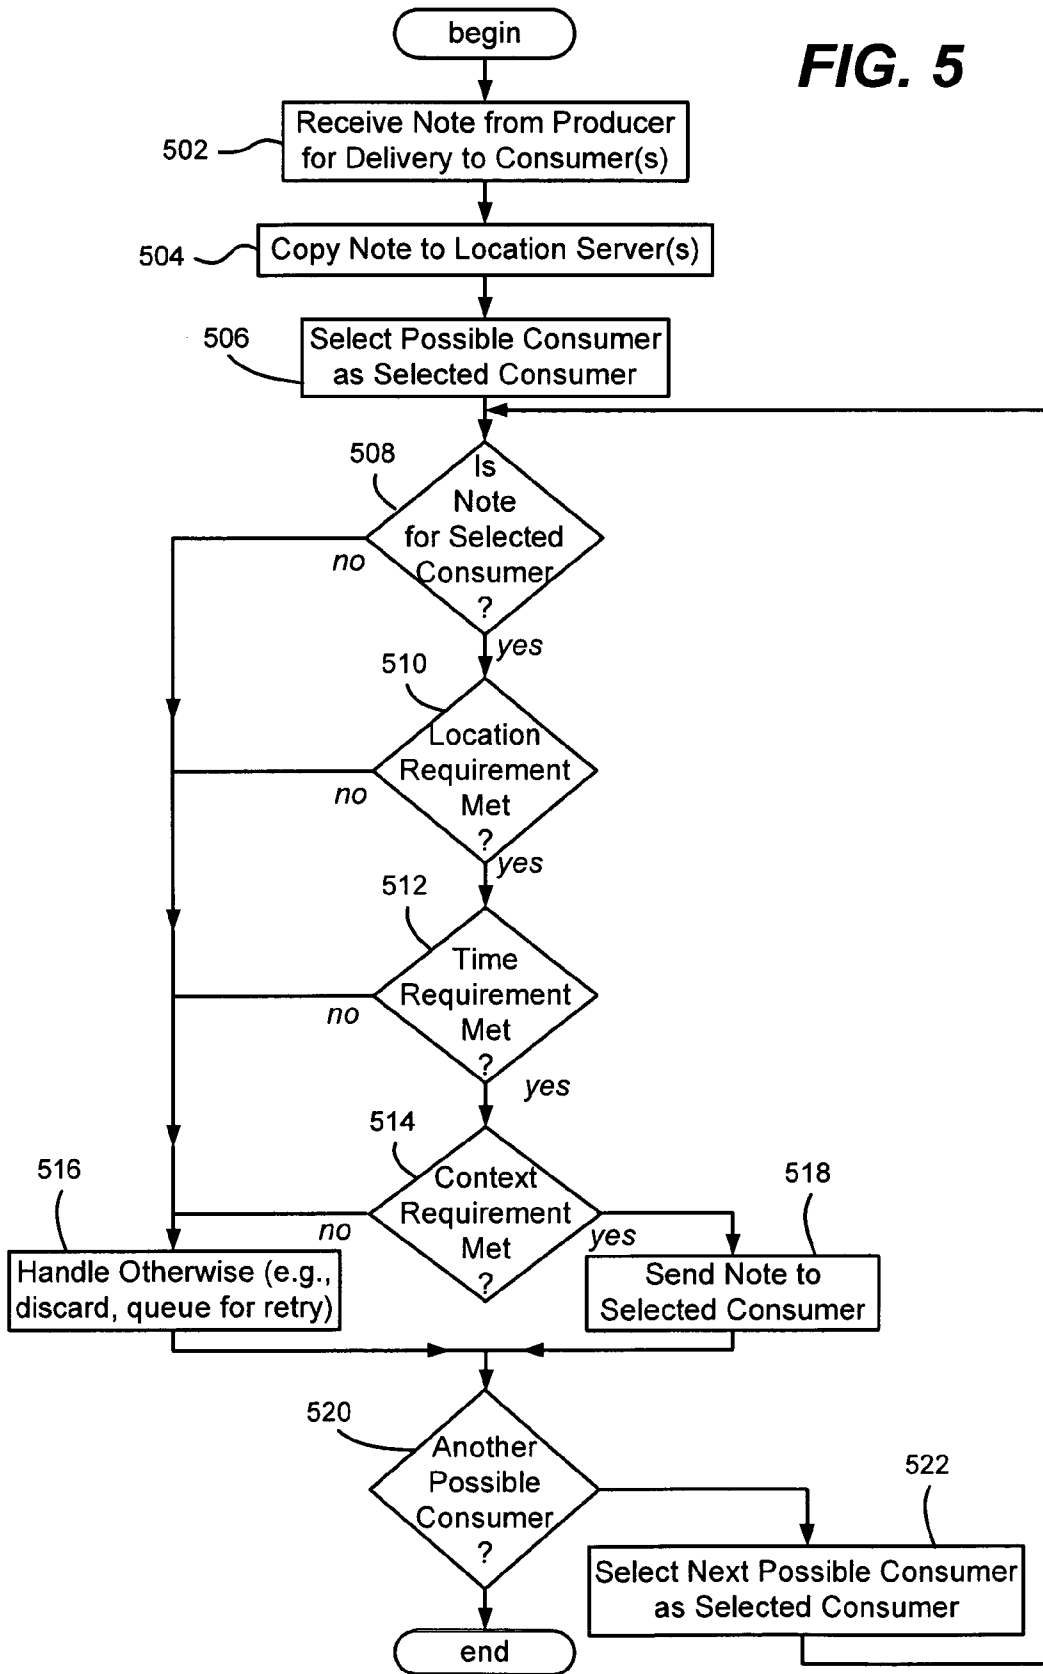 begin
FIG. 5
502
Receive Note from Producer
for Delivery to Consumer(s)
504
Copy Note to Location Server(s)
506
Select Possible Consumer
as Selected Consumer
508
Is
Note
for Selected
Consumer
?
no
yes
510
Location
Requirement
Met
?
no
yes
512
Time
Requirement
Met
?
no
yes
514
Context
Requirement
Met
?
no
yes
516
Handle Otherwise (e.g.,
discard, queue for retry)
518
Send Note to
Selected Consumer
520
Another
Possible
Consumer
?
522
Select Next Possible Consumer
as Selected Consumer
end